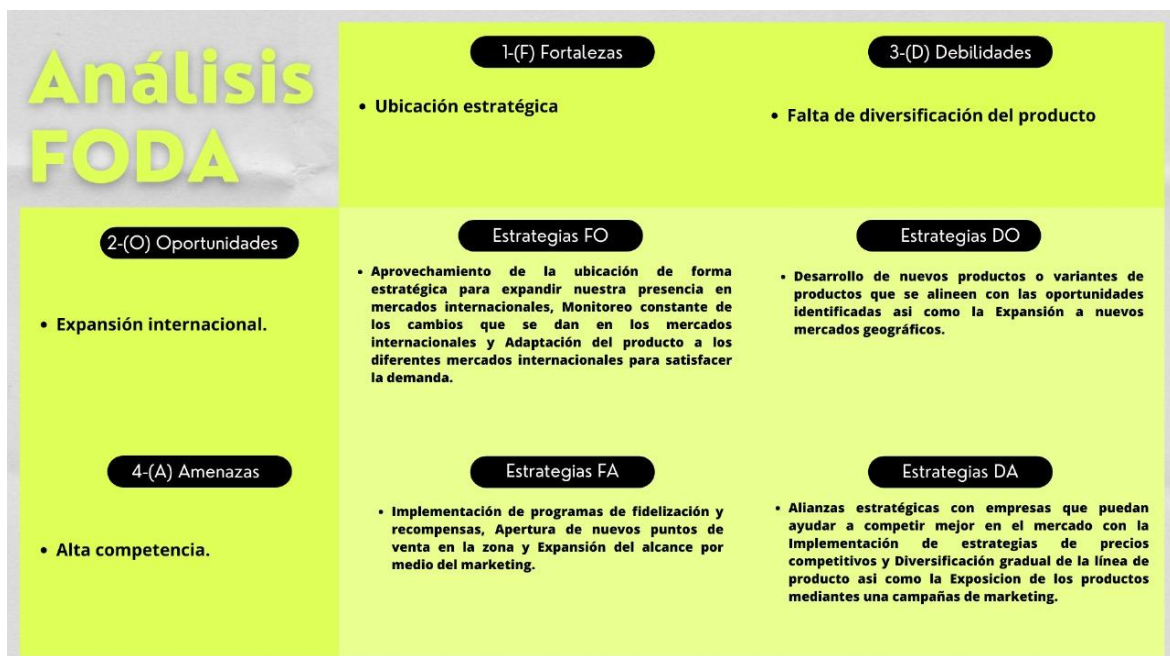 Análisis
FODA
1-(F) Fortalezas
• Ubicación estratégica
3-(D) Debilidades
• Falta de diversificación del producto
2-(O) Oportunidades
• Expansión internacional.
Estrategias FO
• Aprovechamiento de la ubicación de forma
estratégica para expandir nuestra presencia en
mercados internacionales, Monitoreo constante de
los cambios que se dan en los mercados
internacionales y Adaptación del producto a los
diferentes mercados internacionales para satisfacer
la demanda.
Estrategias DO
• Desarrollo de nuevos productos o variantes de
productos que se alineen con las oportunidades
identificadas asi como la Expansión a nuevos
mercados geográficos.
4-(A) Amenazas
• Alta competencia.
Estrategias FA
• Implementación de programas de fidelización y
recompensas, Apertura de nuevos puntos de
venta en la zona y Expansión del alcance por
medio del marketing.
Estrategias DA
• Alianzas estratégicas con empresas que puedan
ayudar a competir mejor en el mercado con la
Implementación de estrategias de precios
competitivos y Diversificación gradual de la línea de
producto asi como la Exposicion de los productos
mediantes una campañas de marketing.